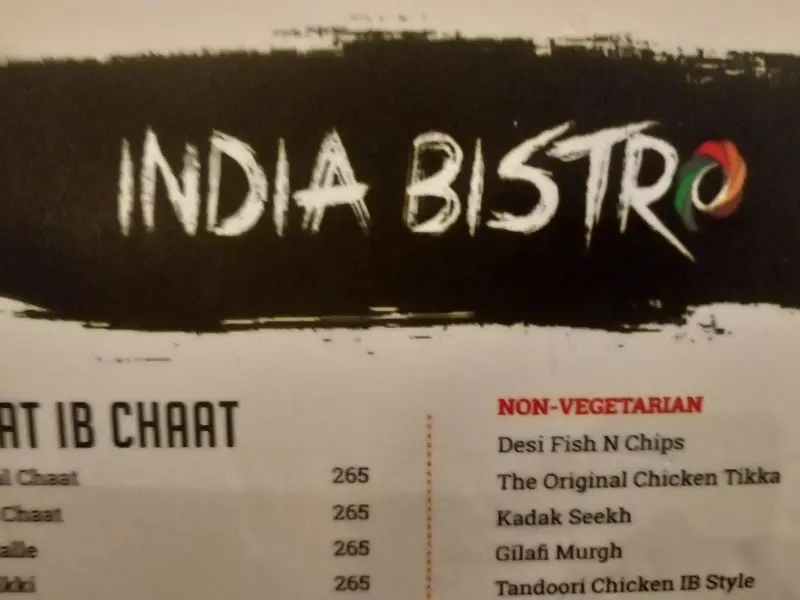 INDIA BISTRO
AT IB CHAAT
Chaat 265
Chaat 265
265
265
NON-VEGETARIAN
Desi Fish N Chips
The Original Chicken Tikka
Kadak Seekh
Gilafi Murgh
Tandoori Chicken IB Style